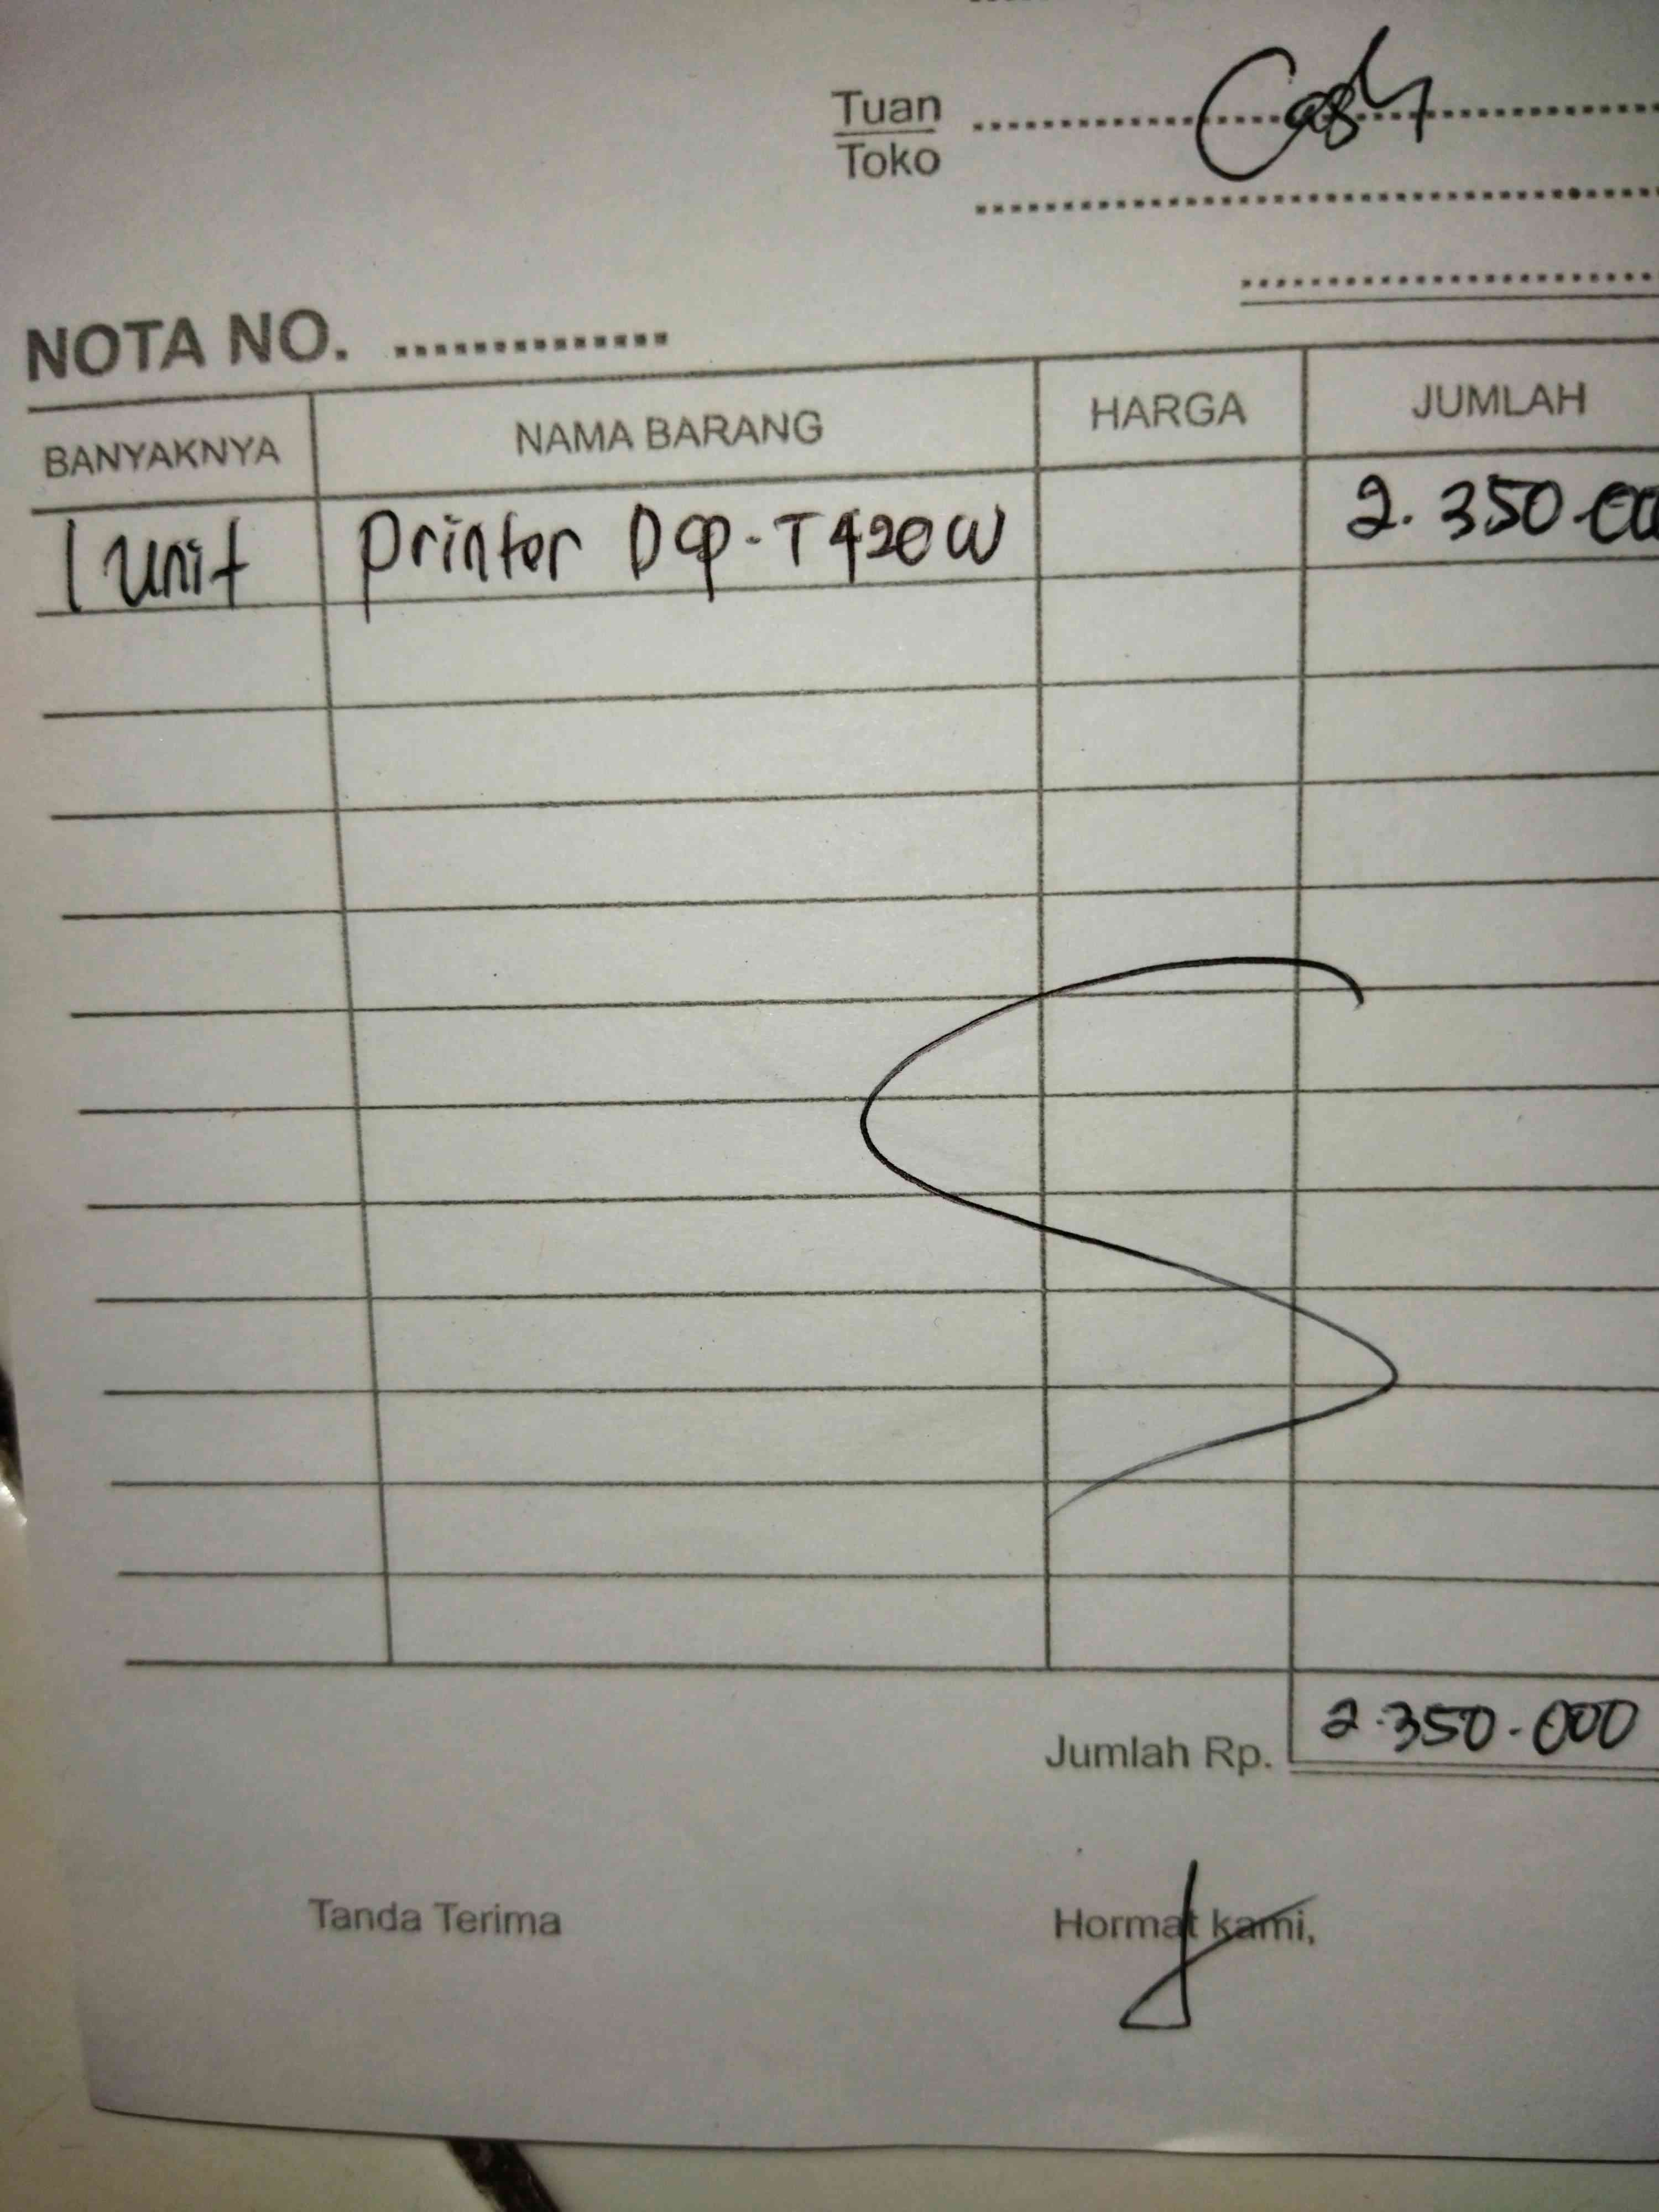 Tuan Cash
Toko
NOTA NO.
BANYAKNYA NAMA BARANG HARGA JUMLAH
1 Unit Printer Dcp-T420W 2.350.00
Jumlah Rp. 2.350.000
Tanda Terima Hormat kami,